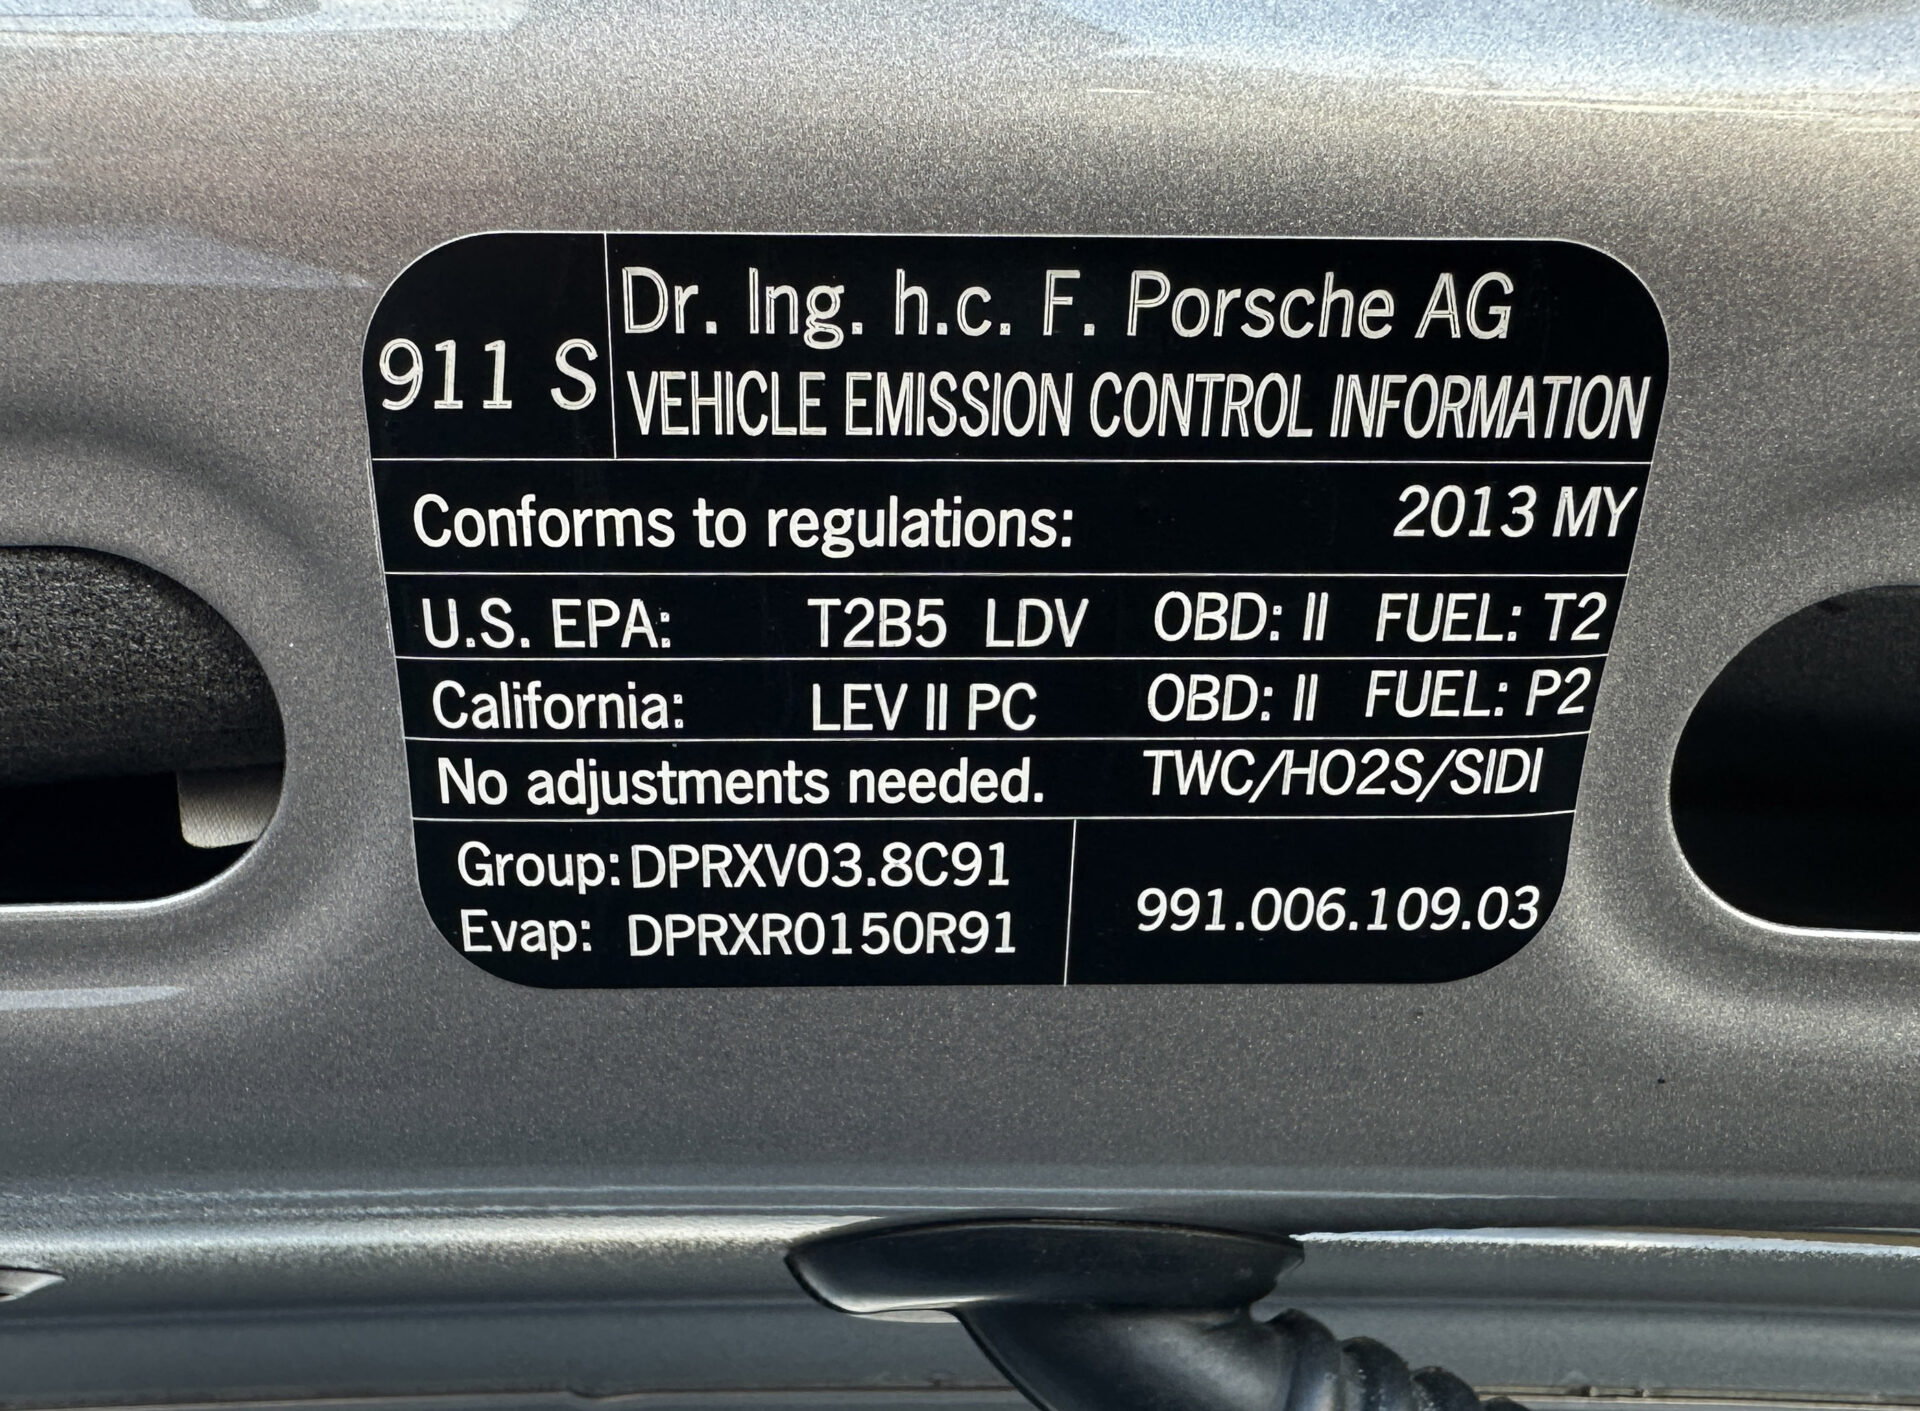 911 S
Dr. Ing. h.c. F. Porsche AG
VEHICLE EMISSION CONTROL INFORMATION
Conforms to regulations: 2013 MY
U.S. EPA: T2B5 LDV OBD: II FUEL: T2
California: LEV II PC OBD: II FUEL: P2
No adjustments needed. TWC/HO2S/SIDI
Group: DPRXV03.8C91
Evap: DPRXR0150R91
991.006.109.03